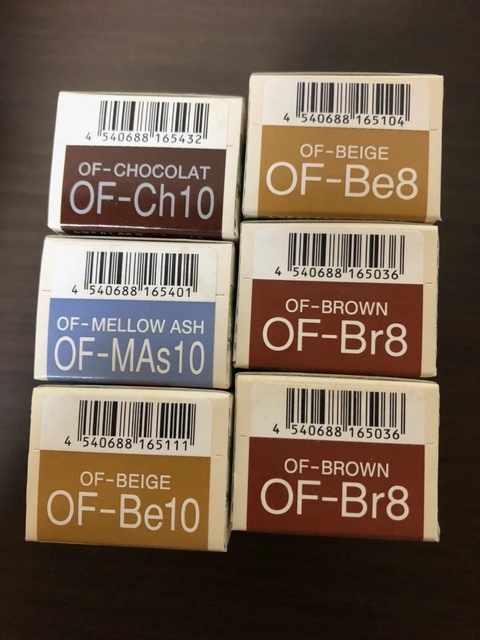 4 540688 165432
OF-CHOCOLAT
OF-Ch10
4 540688 165104
OF-BEIGE
OF-Be8
4 540688 165401
OF-MELLOW ASH
OF-MAs10
4 540688 165036
OF-BROWN
OF-Br8
4 540688 165111
OF-BEIGE
OF-Be10
4 540688 165036
OF-BROWN
OF-Br8